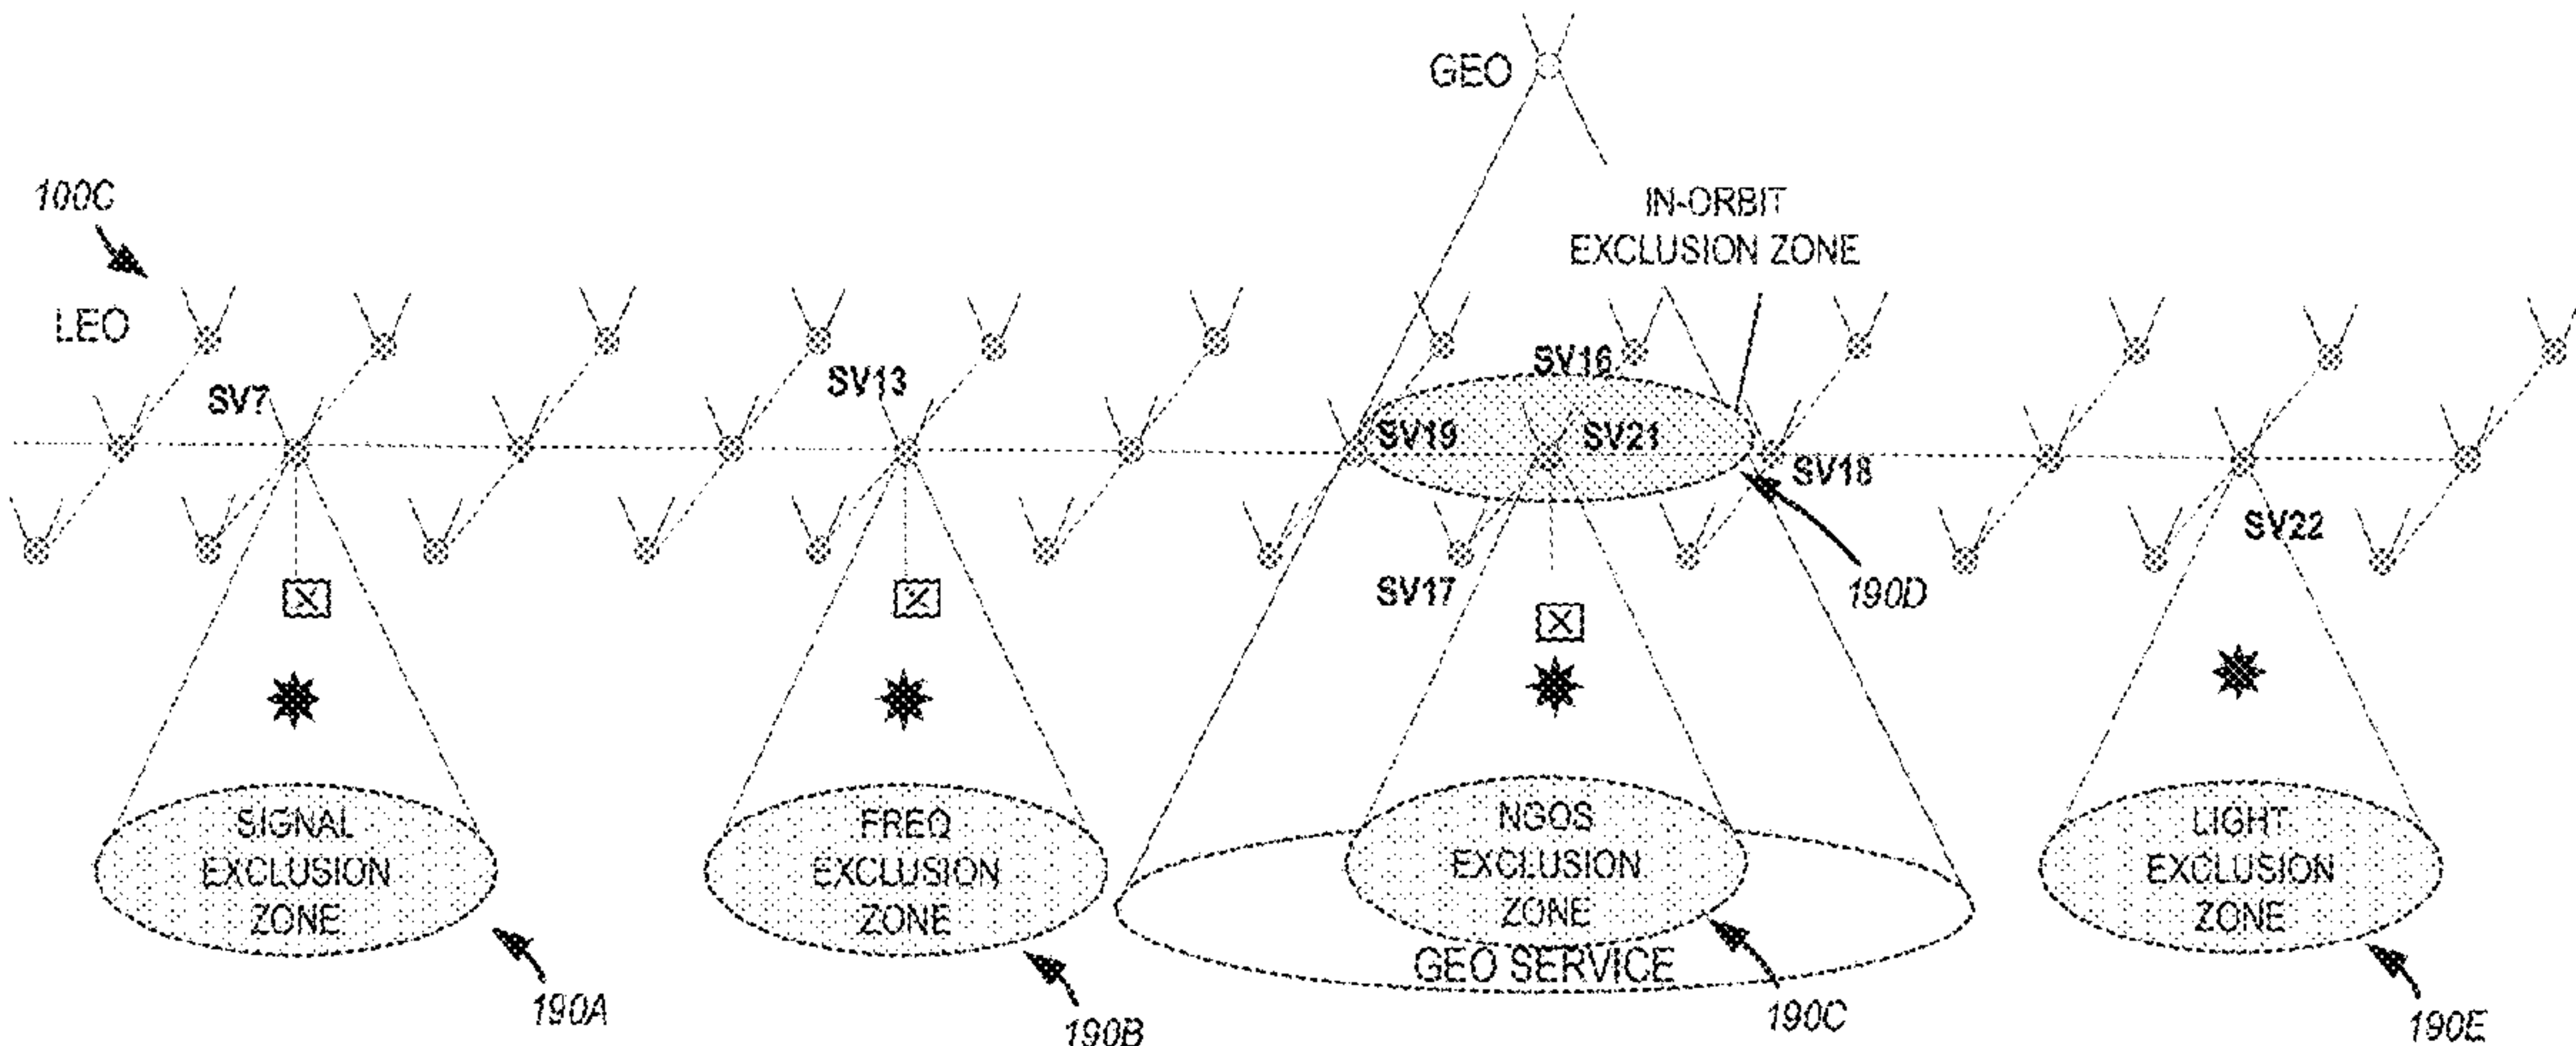 GEO
100C
IN-ORBIT
EXCLUSION ZONE
LEO
SV7
SV13
SV16
SV19
SV21
SV18
SV22
SV17
190D
SIGNAL
EXCLUSION
ZONE
FREQ
EXCLUSION
ZONE
NGOS
EXCLUSION
ZONE
GEO SERVICE
LIGHT
EXCLUSION
ZONE
190A
190B
190C
190E